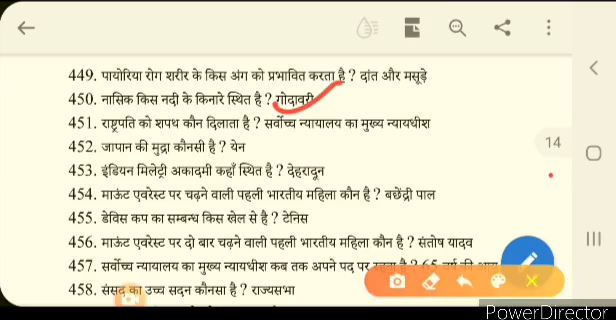 449. पायोरिया रोग शरीर के किस अंग को प्रभावित करता है ? दांत और मसूड़े
450. नासिक किस नदी के किनारे स्थित है ? गोदावरी
451. राष्ट्रपति को शपथ कौन दिलाता है ? सर्वोच्च न्यायालय का मुख्य न्यायधीश
14
452. जापान की मुद्रा कौनसी है ? येन
453. इंडियन मिलेट्री अकादमी कहाँ स्थित है ? देहरादून
454. माऊंट एवरेस्ट पर चढ़ने वाली पहली भारतीय महिला कौन है ? बछेंद्री पाल
455. डेविस कप का सम्बन्ध किस खेल से है ? टेनिस
456. माऊंट एवरेस्ट पर दो बार चढ़ने वाली पहली भारतीय महिला कौन है ? संतोष यादव
457. सर्वोच्च न्यायालय का मुख्य न्यायधीश कब तक अपने पद पर रहता है ? 65 वर्ष की
458. संसद का उच्च सदन कौनसा है ? राज्यसभा
PowerDirector